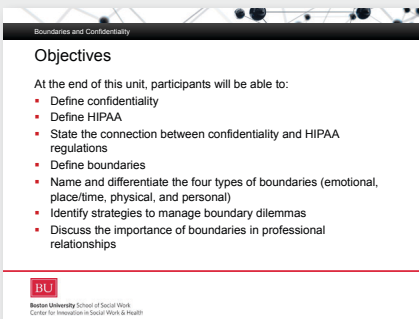 Boundaries and Confidentiality
Objectives
At the end of this unit, participants will be able to:
▪ Define confidentiality
▪ Define HIPAA
▪ State the connection between confidentiality and HIPAA
regulations
▪ Define boundaries
▪ Name and differentiate the four types of boundaries (emotional,
place/time, physical, and personal)
▪ Identify strategies to manage boundary dilemmas
▪ Discuss the importance of boundaries in professional
relationships
BU
Boston University School of Social Work
Center for Innovation in Social Work & Health